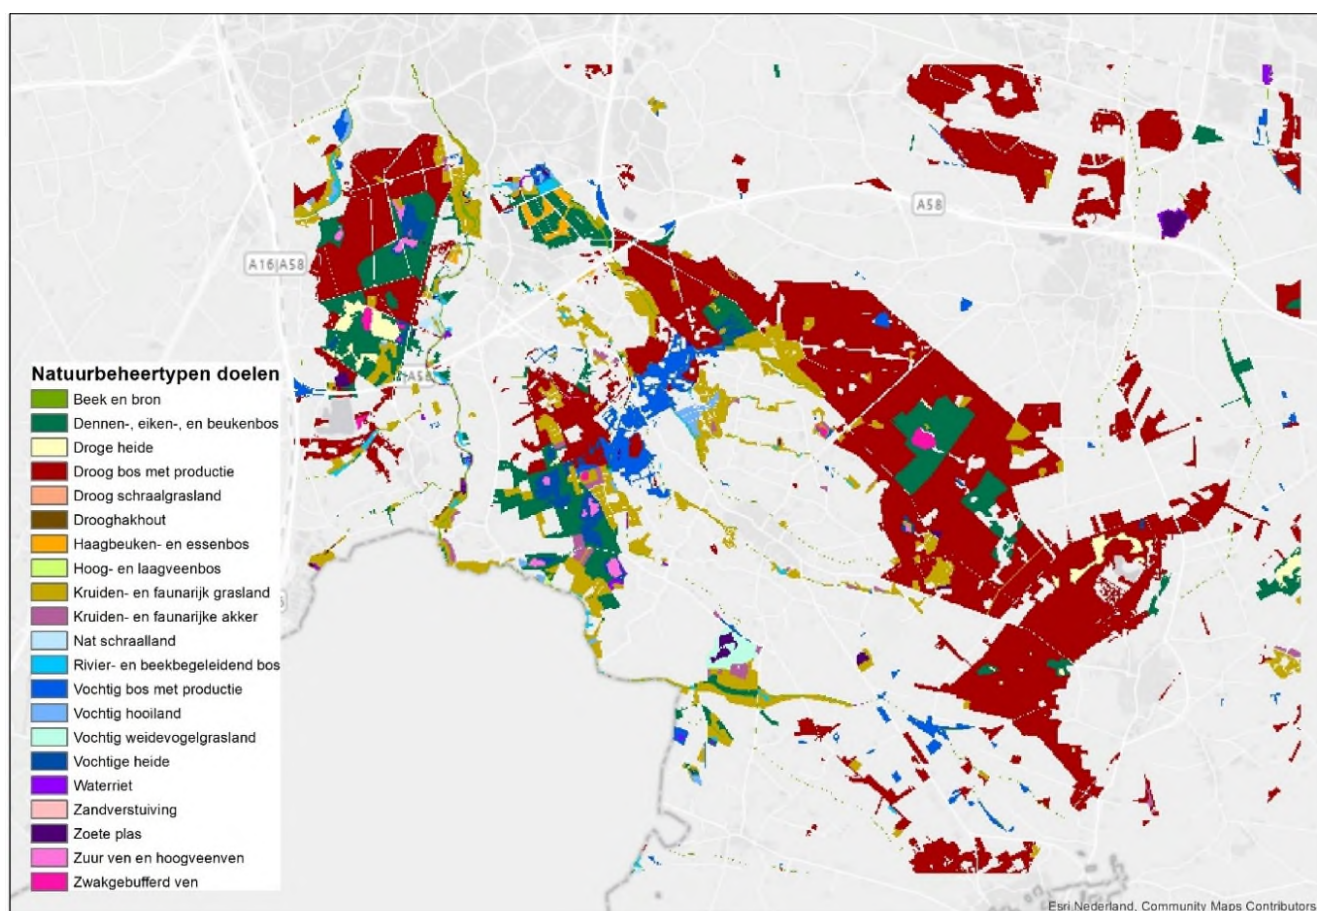 A58
A16|A58
A58
Natuurbeheertypen doelen
Beek en bron
Dennen-, eiken-, en beukenbos
Droge heide
Droog bos met productie
Droog schraalgrasland
Drooghakhout
Haagbeuken- en essenbos
Hoog- en laagveenbos
Kruiden- en faunarijk grasland
Kruiden- en faunarijke akker
Nat schraalland
Rivier- en beekbegeleidend bos
Vochtig bos met productie
Vochtig hooiland
Vochtig weidevogelgrasland
Vochtige heide
Waterriet
Zandverstuiving
Zoete plas
Zuur ven en hoogveenven
Zwakgebufferd ven
Esri Nederland, Community Maps Contributors